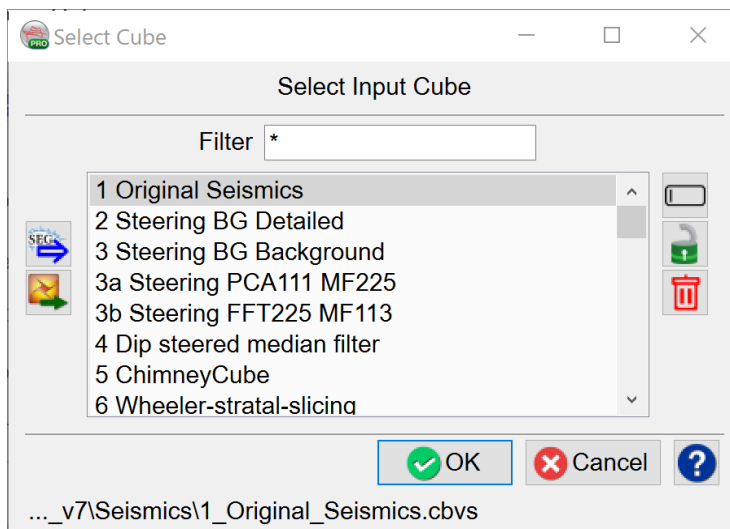 PRO
Select Cube
Select Input Cube
Filter *
1 Original Seismics
2 Steering BG Detailed
3 Steering BG Background
3a Steering PCA111 MF225
3b Steering FFT225 MF113
4 Dip steered median filter
5 ChimneyCube
6 Wheeler-stratal-slicing
SEG
OK Cancel ?
..._v7\Seismics\1_Original_Seismics.cbvs